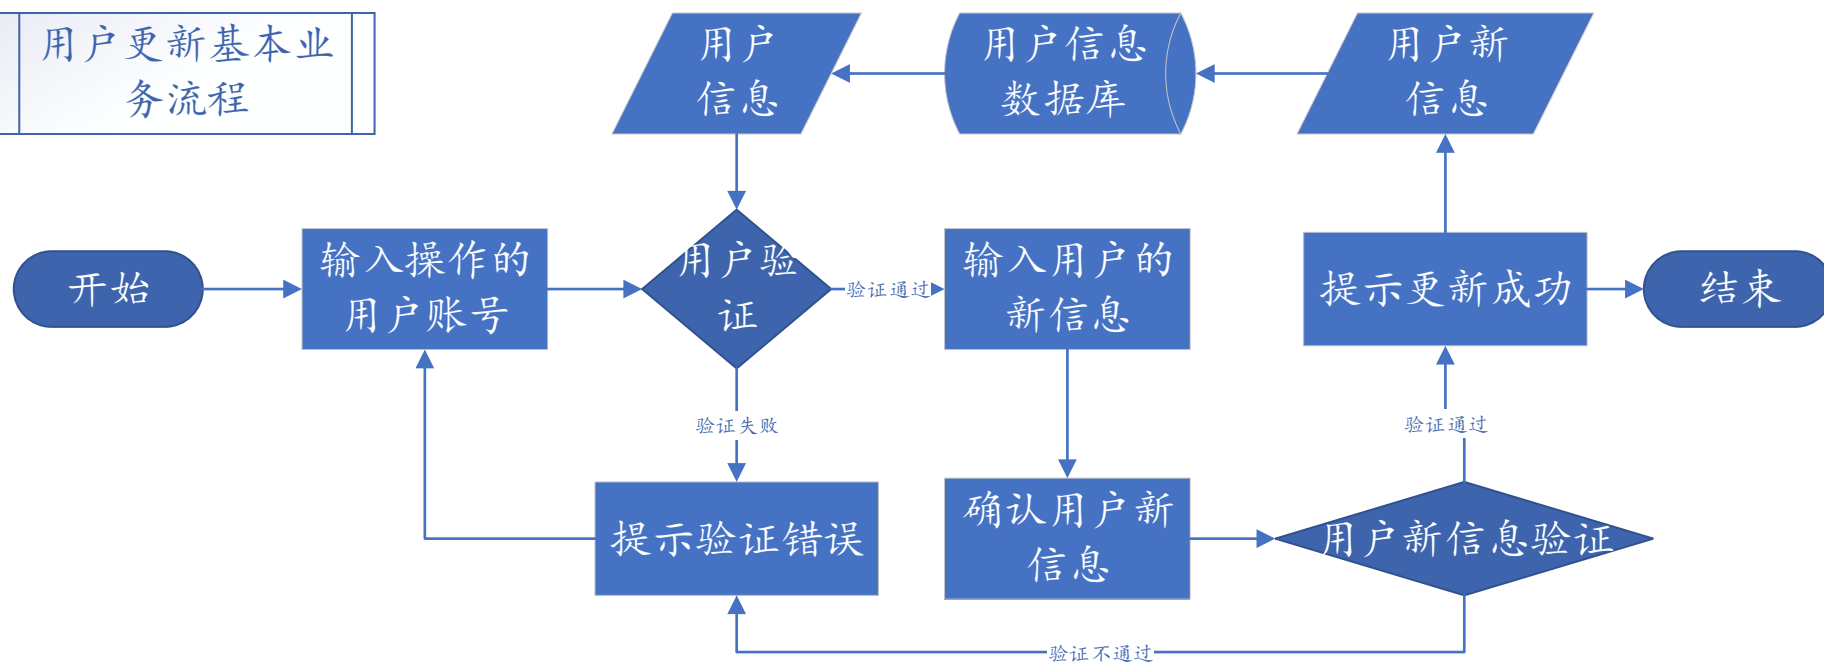 用户更新基本业
务流程
用户
信息
用户信息
数据库
用户新
信息
开始
输入操作的
用户账号
用户验
证
验证通过
输入用户的
新信息
提示更新成功
结束
验证失败
验证通过
提示验证错误
确认用户新
信息
用户新信息验证
验证不通过